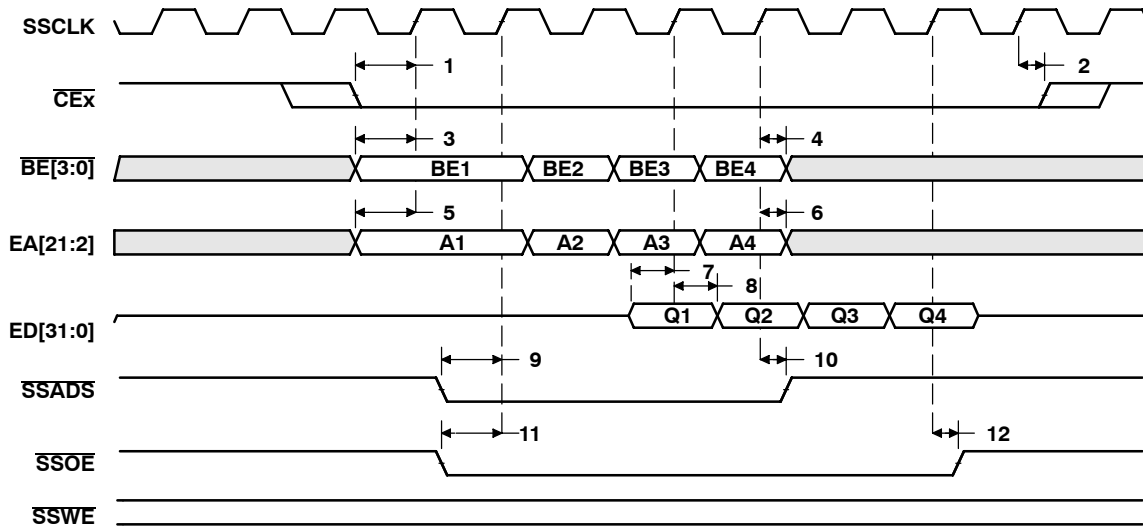 SSCLK
1 2
CEx
3 4
BE[3:0] BE1 BE2 BE3 BE4
5 6
EA[21:2] A1 A2 A3 A4
7
8
ED[31:0] Q1 Q2 Q3 Q4
9 10
SSADS
11 12
SSOE
SSWE